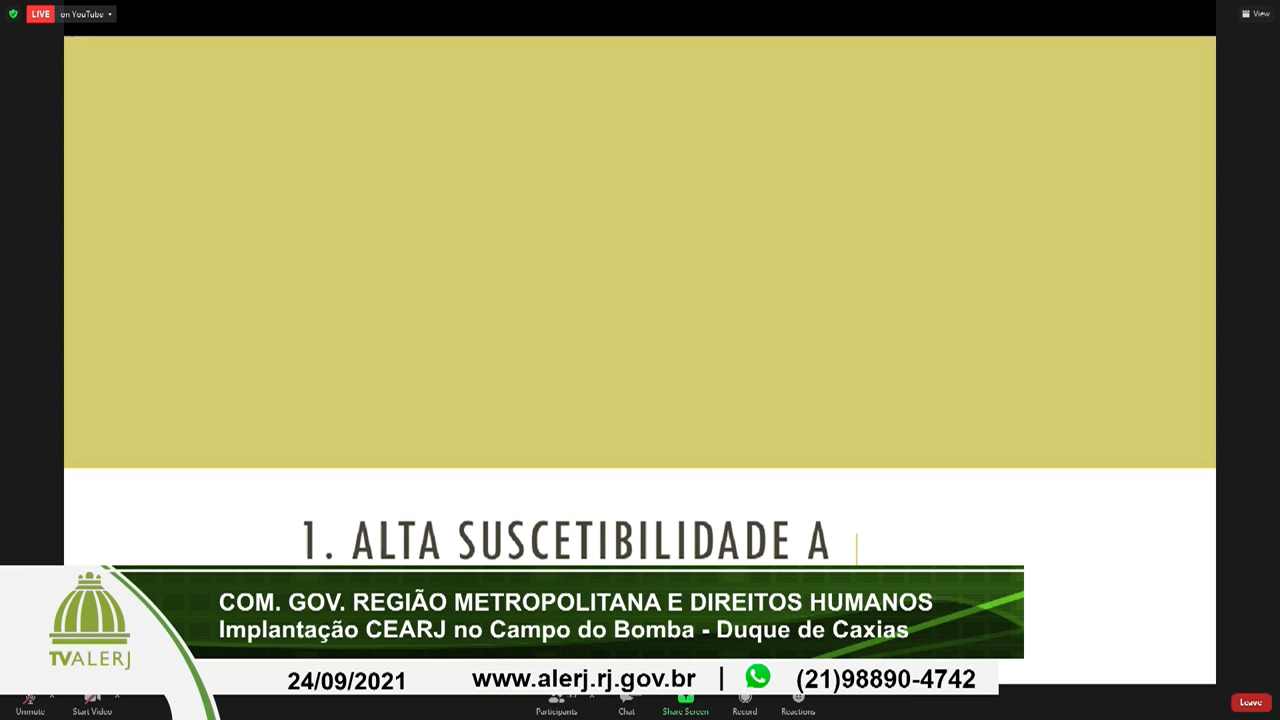 LIVE on YouTube
View
1. ALTA SUSCETIBILIDADE A
COM. GOV. REGIÃO METROPOLITANA E DIREITOS HUMANOS
Implantação CEARJ no Campo do Bomba - Duque de Caxias
TVALERJ
24/09/2021 www.alerj.rj.gov.br | (21)98890-4742
Unmute Start Video Participants Chat Share Screen Record Reactions Leave